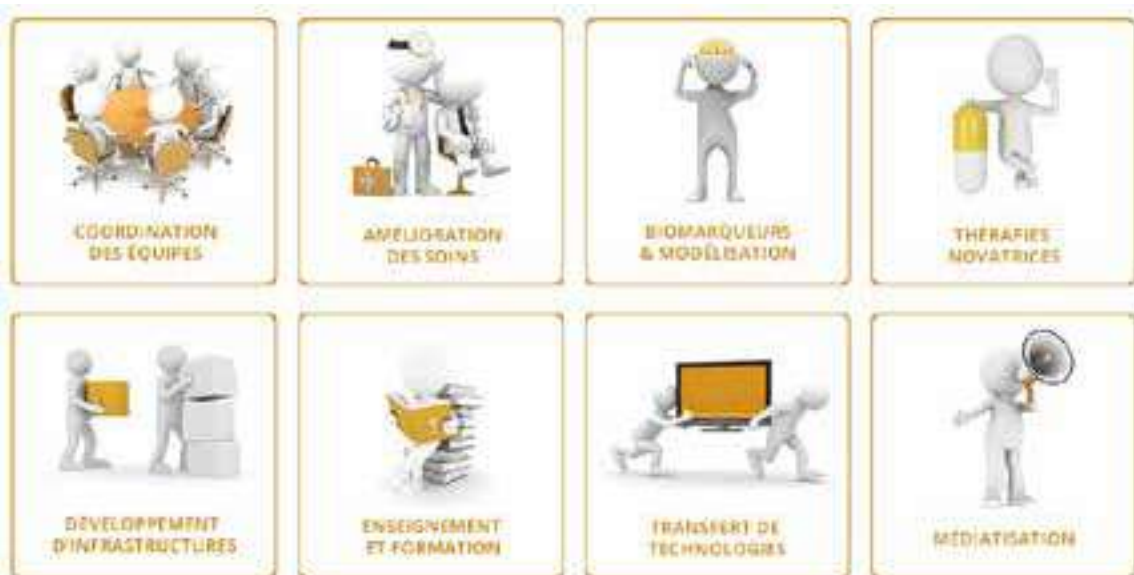 COORDINATION
DES ÉQUIPES
AMÉLIORATION
DES SOINS
BIOMARQUEURS
& MODÉLISATION
THÉRAPIES
NOVATRICES
DÉVELOPPEMENT
D'INFRASTRUCTURES
ENSEIGNEMENT
ET FORMATION
TRANSFERT DE
TECHNOLOGIES
MÉDIATISATION